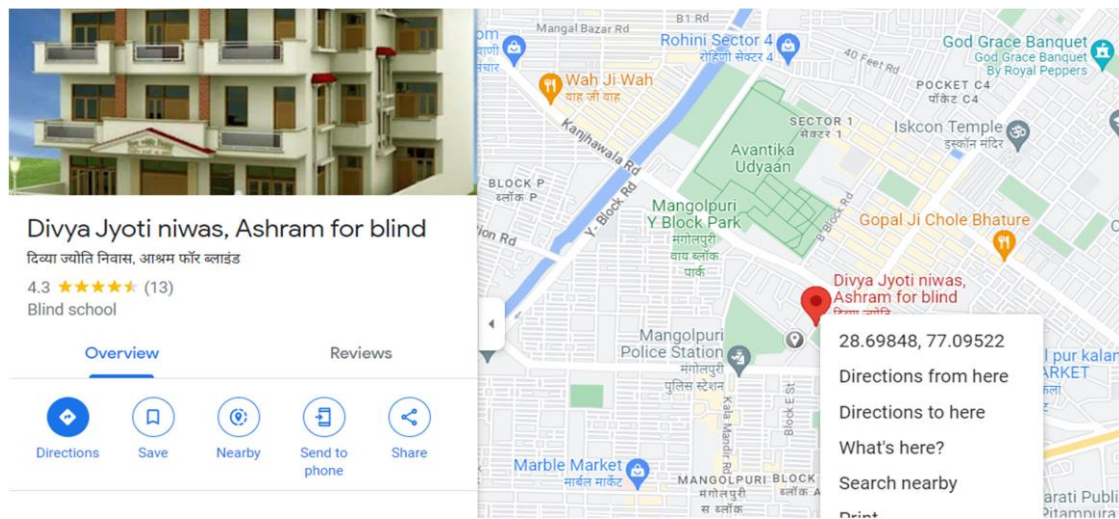 Divya Jyoti niwas, Ashram for blind
दिव्या ज्योति निवास, आश्रम फॉर ब्लाइंड
4.3
(13)
Blind school
Overview
Reviews
Directions
Save
Nearby
Send to
phone
Share
Mangal Bazar Rd
B1 Rd
Rohini Sector 4
रोहिणी सेक्टर 4
God Grace Banquet
God Grace Banquet
By Royal Peppers
40 Feet Rd
Wah Ji Wah
वाह जी वाह
POCKET C4
पॉकेट C4
SECTOR 1
सेक्टर 1
Iskcon Temple
इस्कॉन मंदिर
Kanjhawala Rd
Avantika
Udyaan
BLOCK P
ब्लॉक P
Y- Block Rd
Mangolpuri
Y Block Park
मंगोलपुरी
वाय ब्लॉक
पार्क
B Block Rd
Gopal Ji Chole Bhature
Divya Jyoti niwas,
Ashram for blind
Mangolpuri
Police Station
मंगोलपुरी
पुलिस स्टेशन
28.69848, 77.09522
Directions from here
Directions to here
What's here?
Search nearby
Print
Kala Mandir Rd
Block E St
Marble Market
मार्बल मार्केट
MANGOLPURI
मंगोलपुरी
स ब्लॉक
BLOCK
ब्लॉक